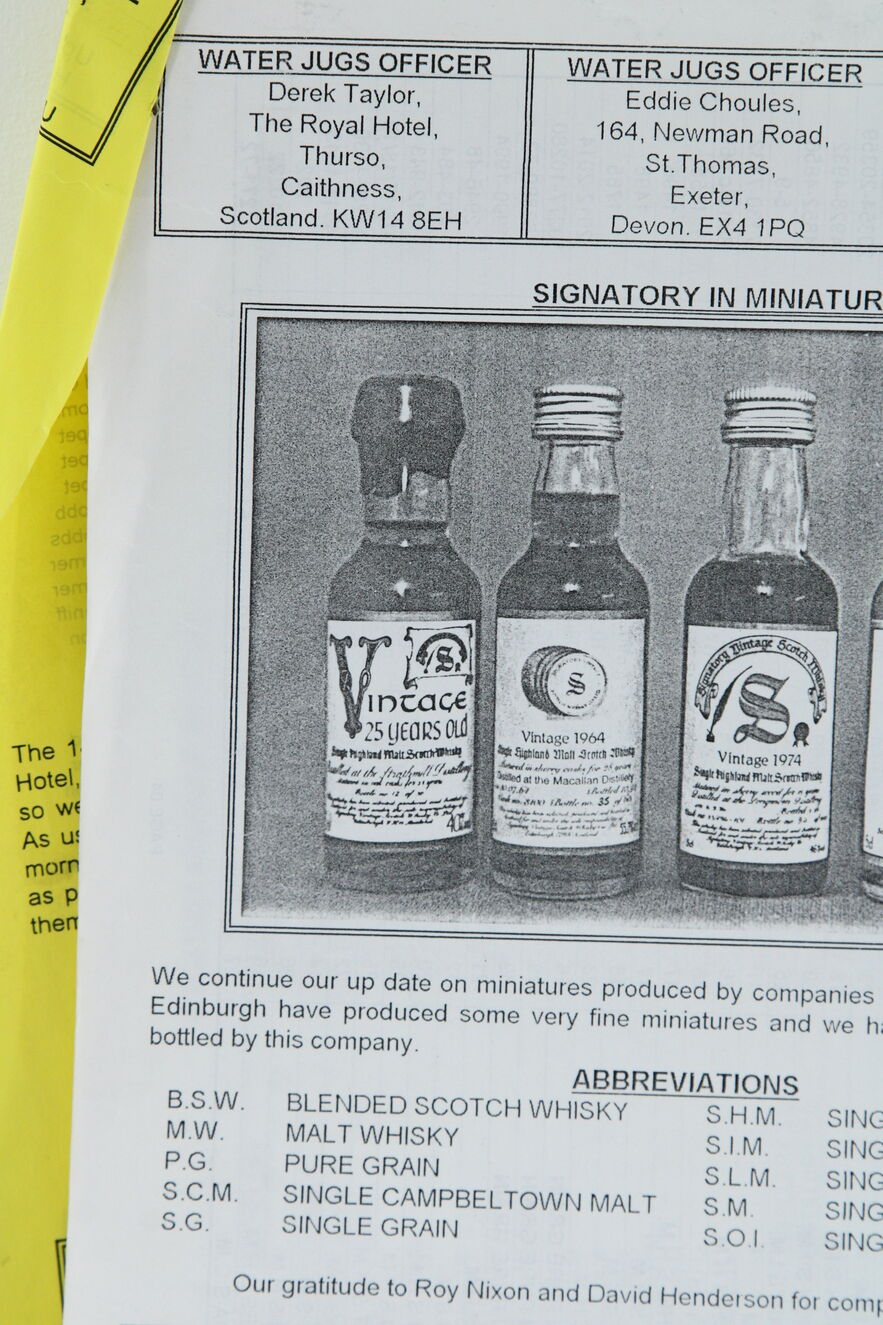 WATER JUGS OFFICER
Derek Taylor,
The Royal Hotel,
Thurso,
Caithness,
Scotland. KW14 8EH
WATER JUGS OFFICER
Eddie Choules,
164, Newman Road,
St.Thomas,
Exeter,
Devon. EX4 1PQ
SIGNATORY IN MINIATUR
Vintage
25 YEARS OLD
Single Highland Malt Scotch Whisky
40
S
Vintage 1964
Single Highland Malt Scotch Whisky
Distilled at the Macallan Distillery
Signatory Vintage Scotch Whisky
S
Vintage 1974
Single Highland Malt Scotch Whisky
The 1
Hotel,
so we
As us
morn
as p
them
We continue our up date on miniatures produced by companies
Edinburgh have produced some very fine miniatures and we ha
bottled by this company.
ABBREVIATIONS
B.S.W. BLENDED SCOTCH WHISKY S.H.M. SING
M.W. MALT WHISKY S.I.M. SING
P.G. PURE GRAIN S.L.M. SING
S.C.M. SINGLE CAMPBELTOWN MALT S.M. SING
S.G. SINGLE GRAIN S.O.I. SING
Our gratitude to Roy Nixon and David Henderson for comp